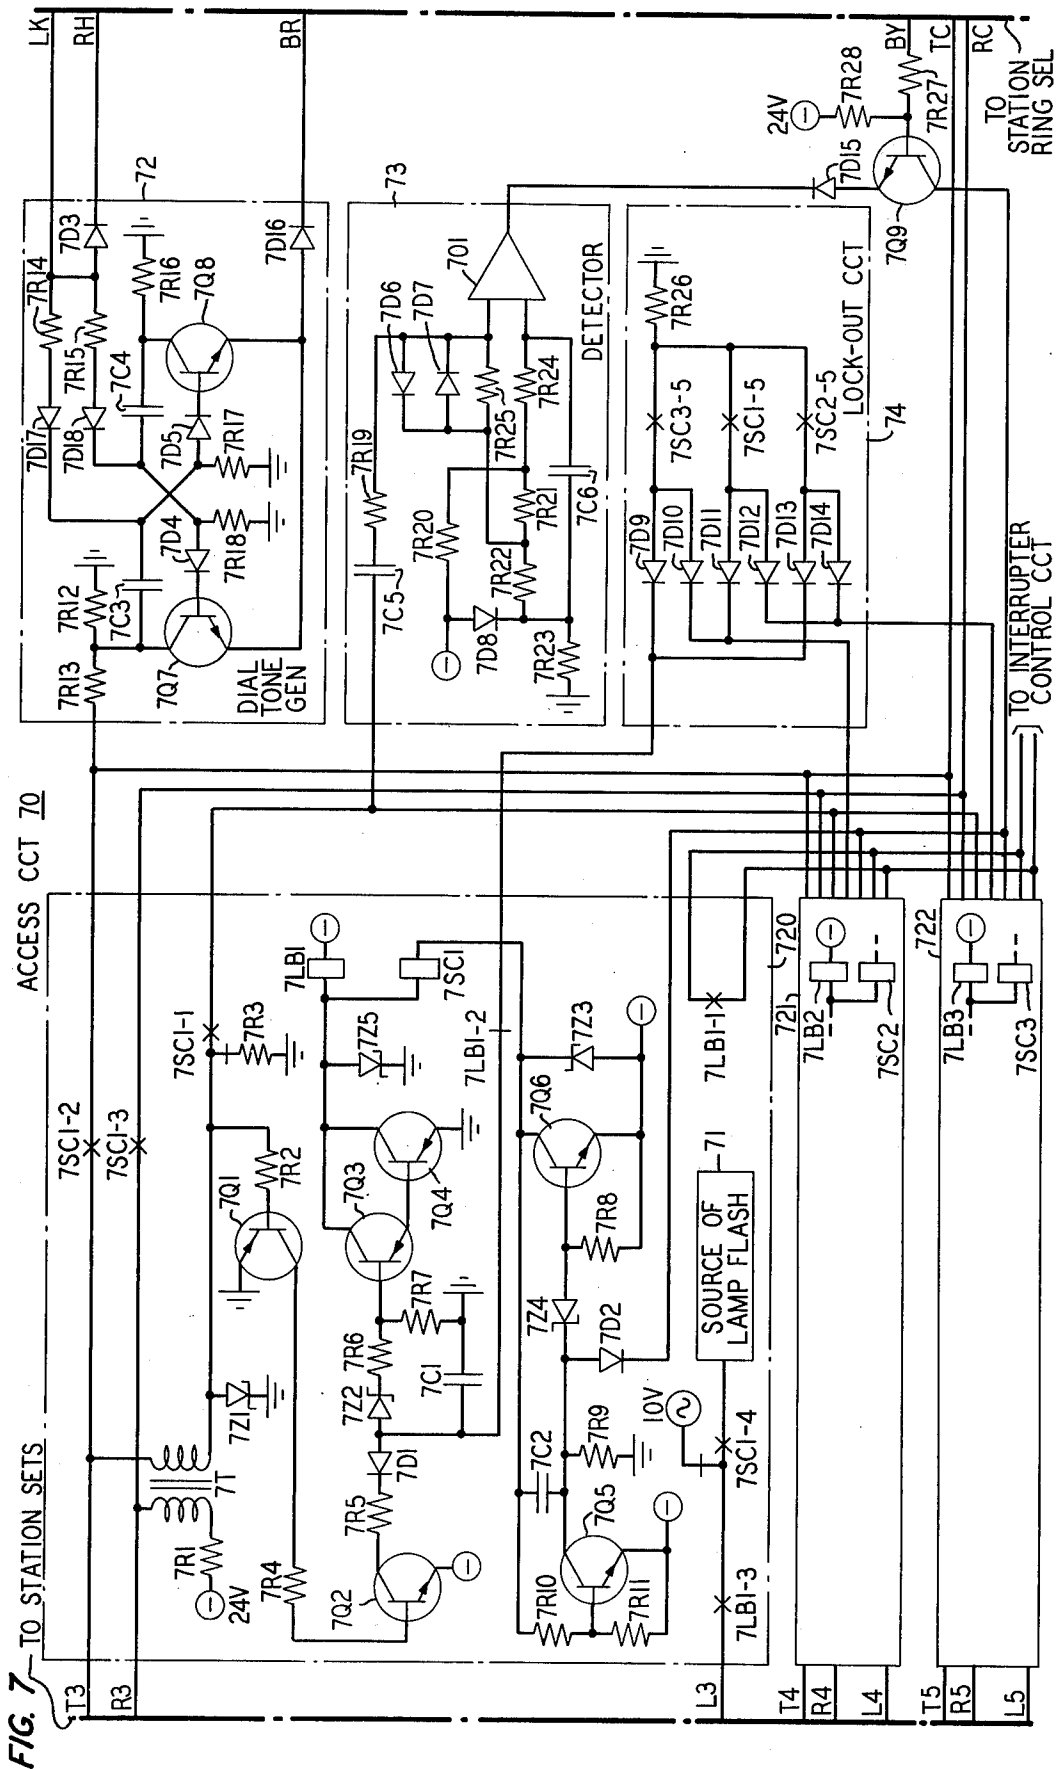 FIG. 7
TO STATION SETS
ACCESS CCT 70
T3
R3
7SC1-2
7SC1-3
7R1
24V
7T
7Z1
7Q1
7R2
7SC1-1
7R3
7R4
7Q2
7R5
7D1
7Z2
7R6
7R7
7C1
7Q3
7Q4
7Z5
7LB1
7SC1
7LB1-2
7R10
7R11
7Q5
7C2
7R9
7D2
7Z4
7R8
7Q6
7Z3
L3
7LB1-3
7SC1-4
10V
SOURCE OF
LAMP FLASH
71
7LB1-1
720
T4
R4
L4
721
7LB2
7SC2
T5
R5
L5
722
7LB3
7SC3
7R13
7R12
7C3
7Q7
DIAL
TONE
GEN
7D4
7R18
7D17
7D18
7R14
7R15
7C4
7D5
7R17
7R16
7Q8
7D3
7D16
72
LK
RH
BR
7C5
7R19
7R20
7D8
7R22
7R23
7R21
7C6
7R25
7R24
7D6
7D7
701
DETECTOR
73
7D9
7D10
7D11
7D12
7D13
7D14
7SC3-5
7SC1-5
7SC2-5
7R26
LOCK-OUT CCT
74
7D15
7Q9
24V
7R28
7R27
BY
TC
RC
TO
STATION
RING SEL
TO INTERRUPTER
CONTROL CCT